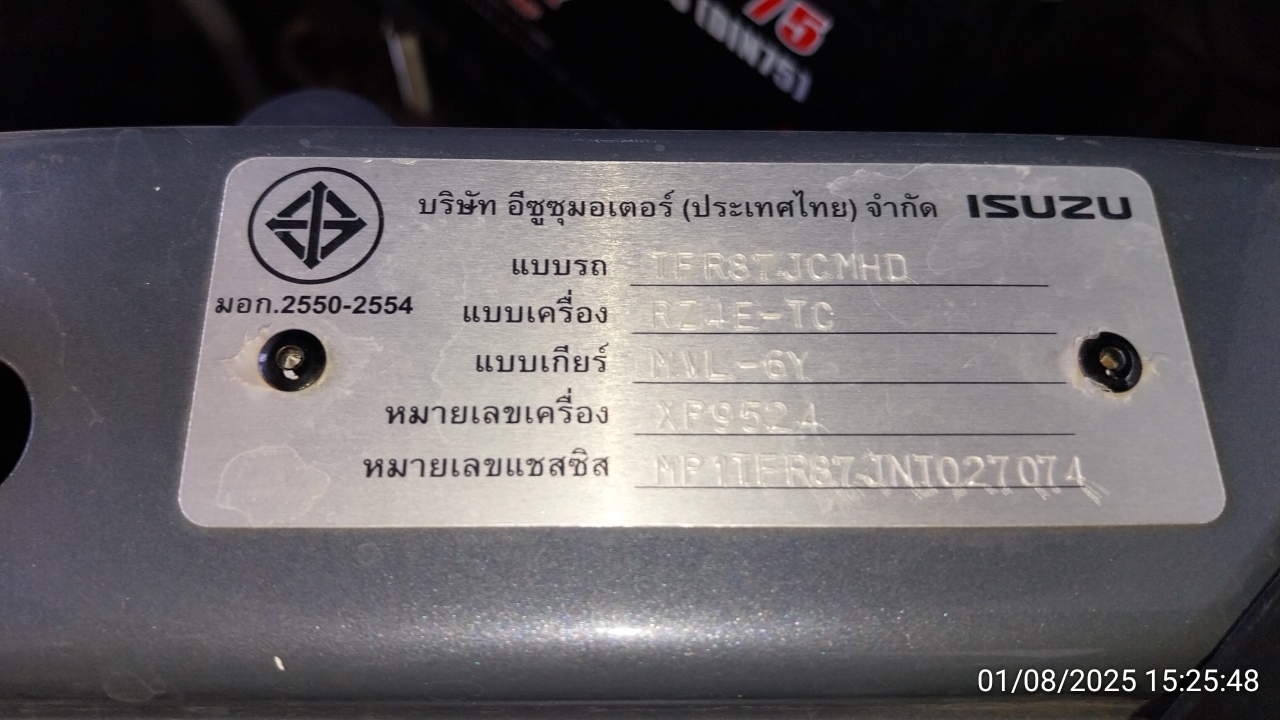 75
(DIN75)
บริษัท อีซูซุมอเตอร์ (ประเทศไทย) จำกัด ISUZU
มอก.2550-2554
แบบรถ TFR87JCMHD
แบบเครื่อง RZ4E-TC
แบบเกียร์ MVL-6Y
หมายเลขเครื่อง XP9524
หมายเลขแชสซิส MP1TFR87JNT027074
01/08/2025 15:25:48